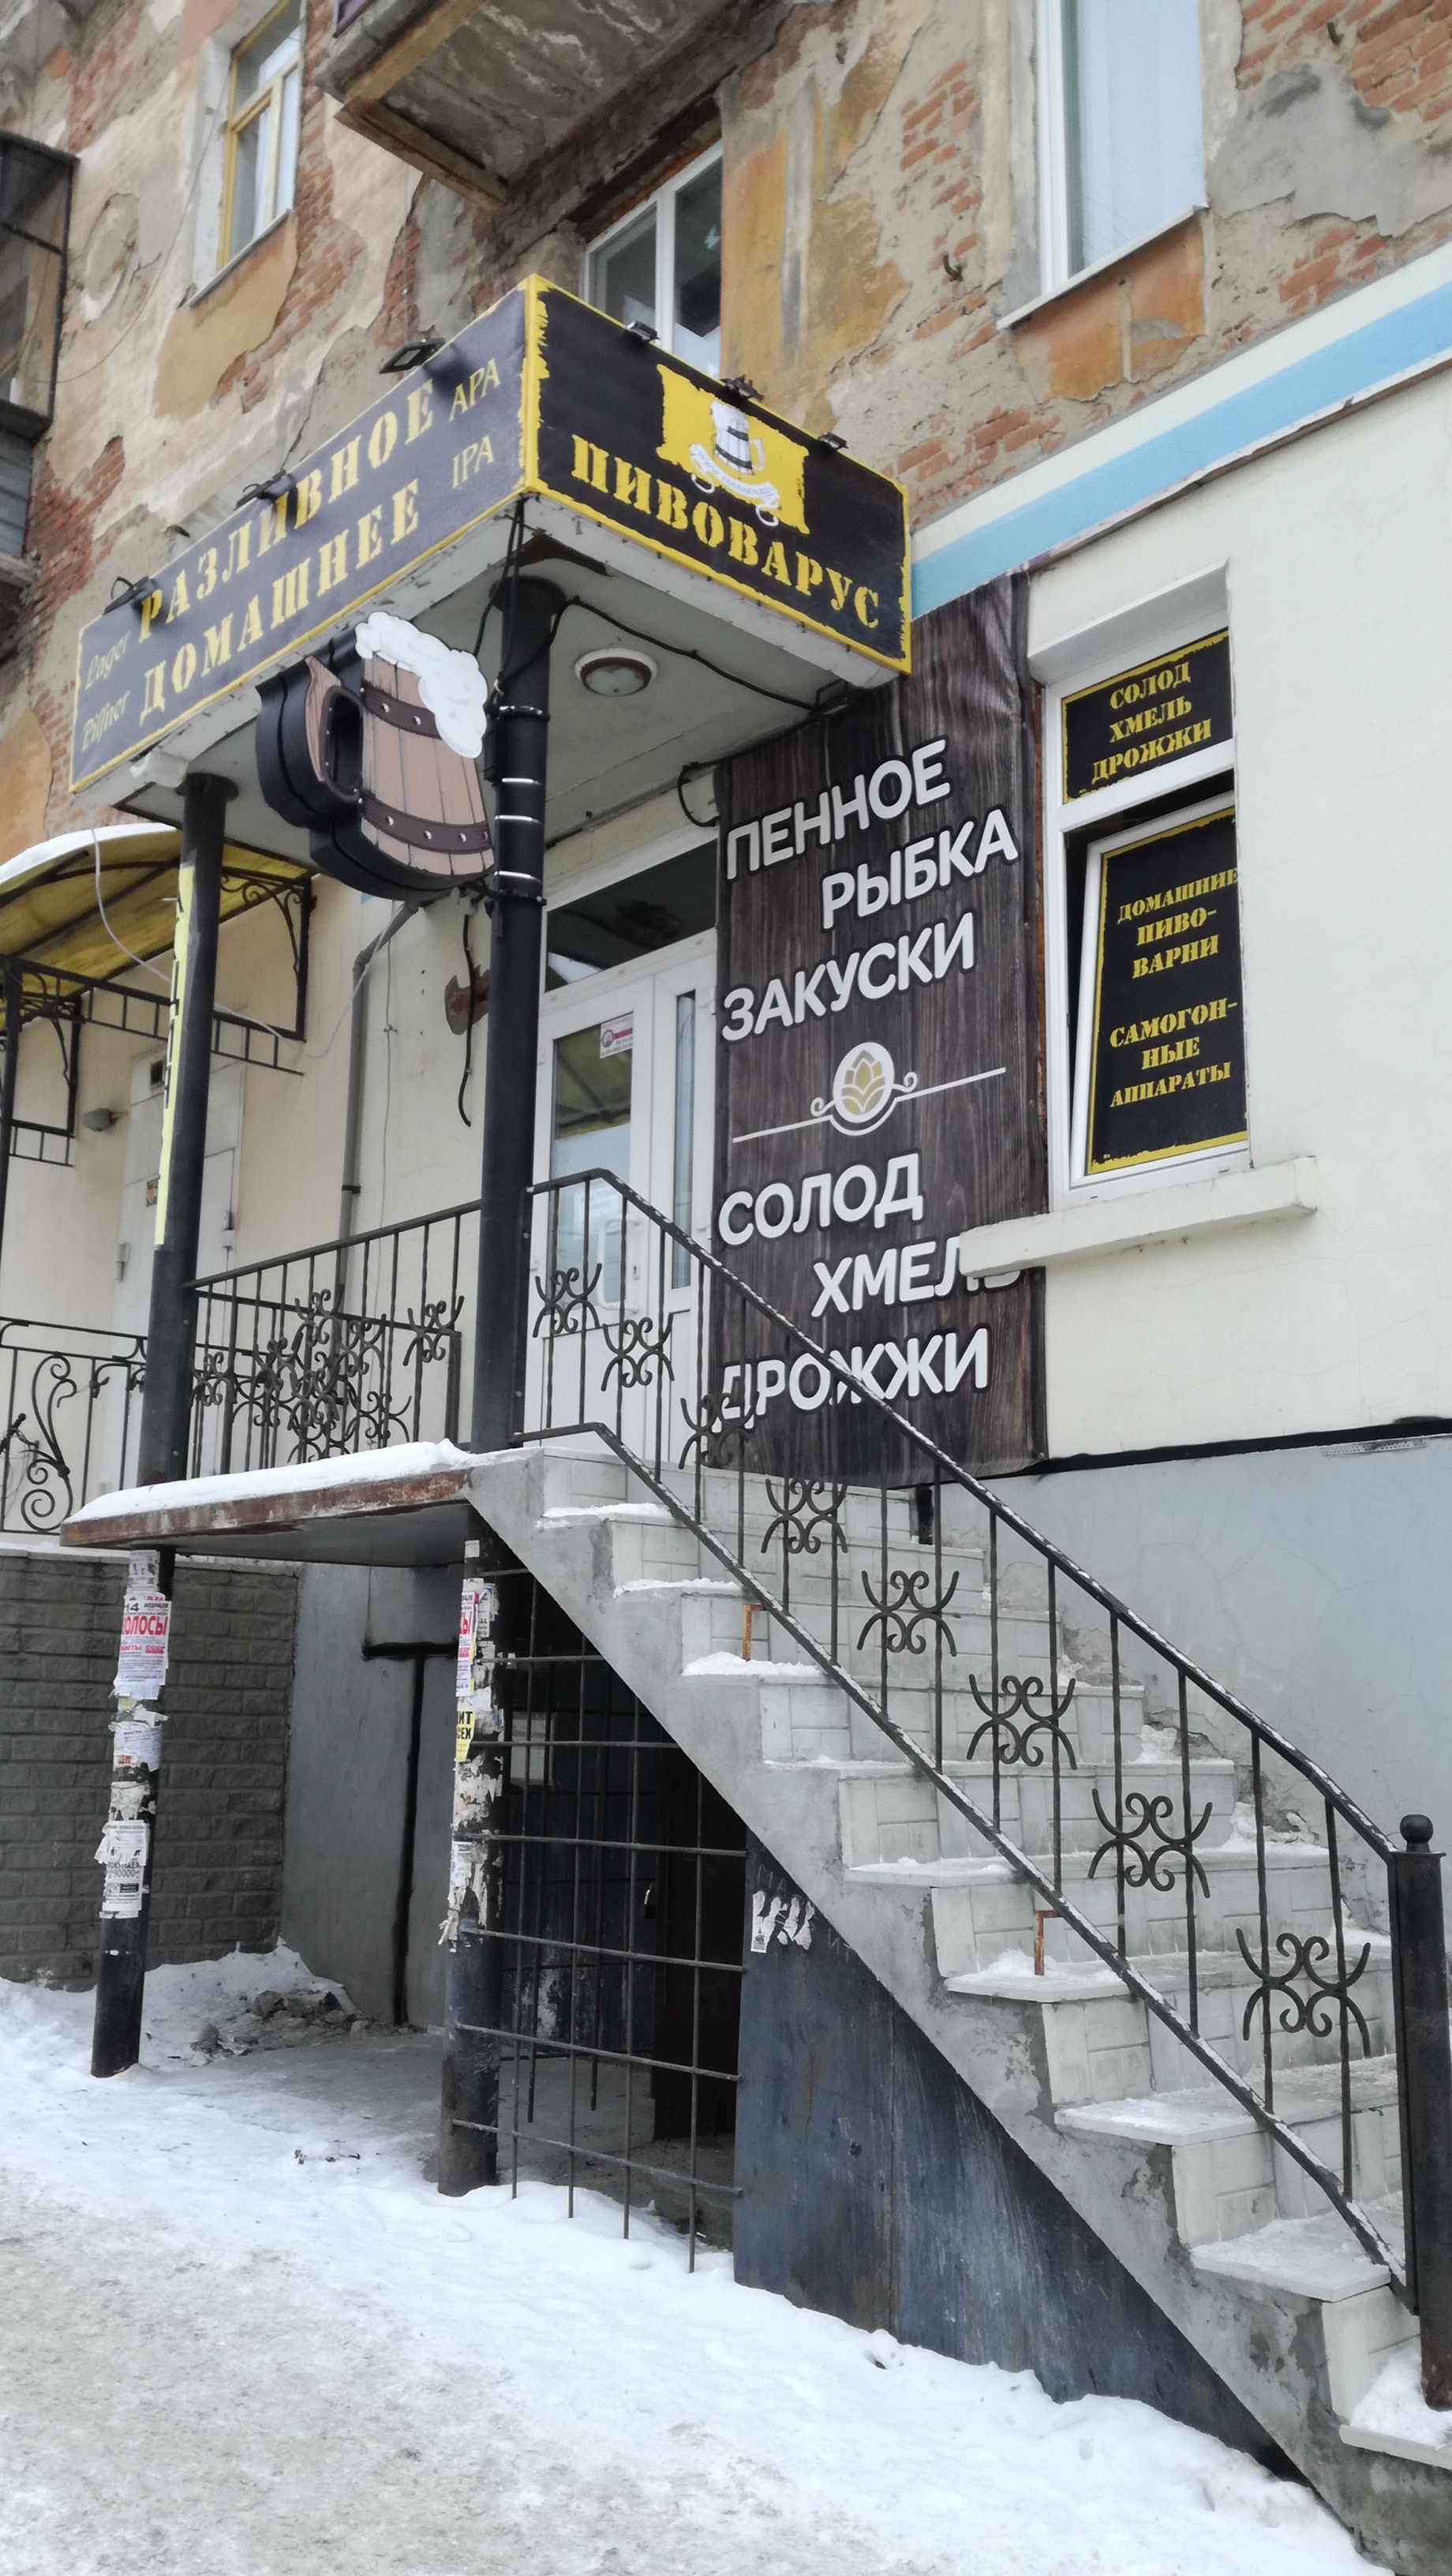 РАЗЛИВНОЕ
ДОМАШНЕЕ
APA
IPA
Lager
Pilsner
ПИВОВАРУС
ПЕННОЕ
РЫБКА
ЗАКУСКИ
СОЛОД
ХМЕЛЬ
ДРОЖЖИ
СОЛОД
ХМЕЛЬ
ДРОЖЖИ
ДОМАШНИЕ
ПИВО-
ВАРНИ
САМОГОН-
НЫЕ
АППАРАТЫ
14